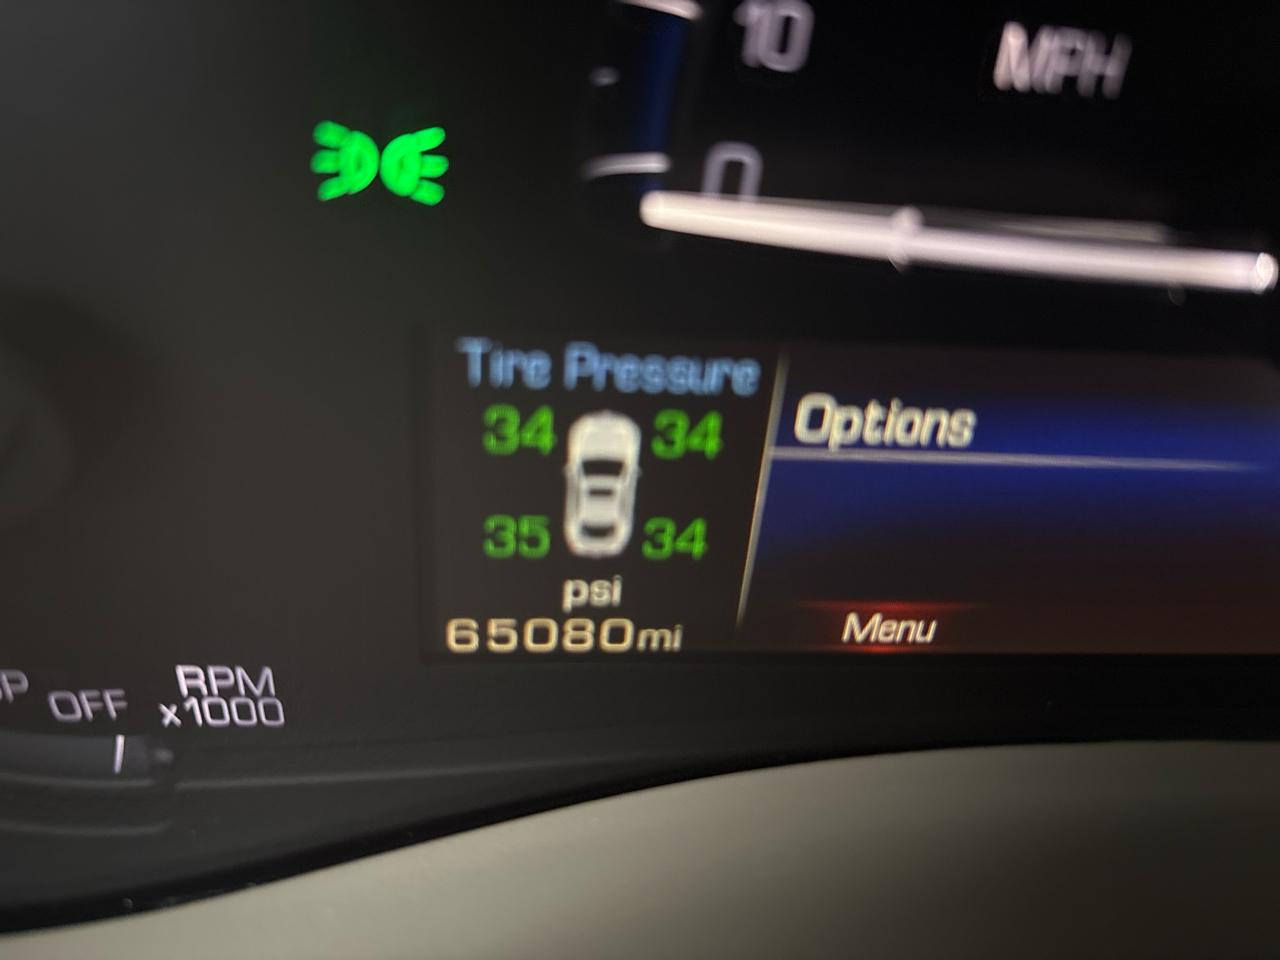 10
MPH
0
Tire Pressure
34 34
Options
35 34
psi
65080mi
Menu
OFF
RPM
x1000